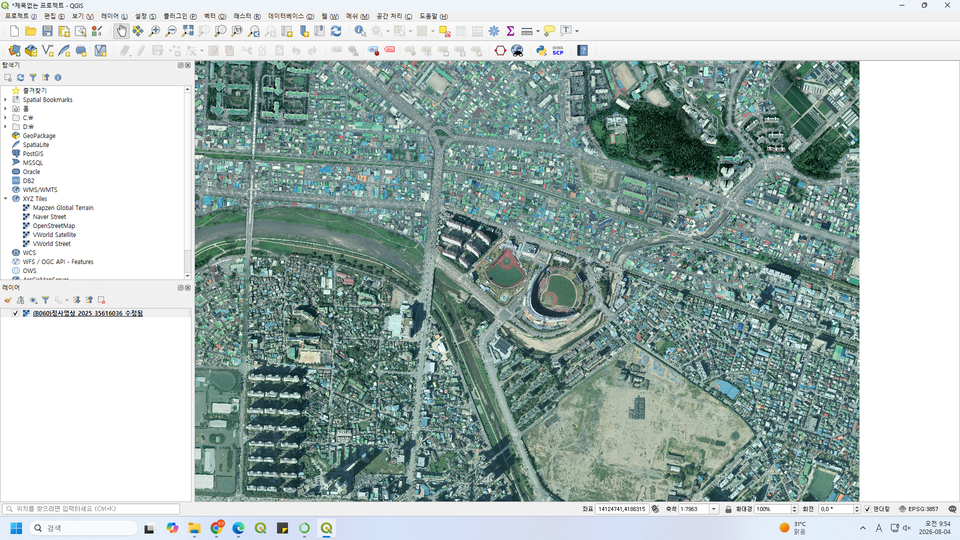 *제목없는 프로젝트 - QGIS
프로젝트(J) 편집(E) 보기(V) 레이어(L) 설정(S) 플러그인(P) 벡터(O) 래스터(R) 데이터베이스(D) 웹(W) 메쉬(M) 공간 처리(C) 도움말(H)
탐색기
즐겨찾기
Spatial Bookmarks
홈
C:\
D:\
GeoPackage
SpatiaLite
PostGIS
MSSQL
Oracle
DB2
WMS/WMTS
XYZ Tiles
Mapzen Global Terrain
Naver Street
OpenStreetMap
VWorld Satellite
VWorld Street
WCS
WFS / OGC API - Features
OWS
레이어
(B060)정사영상_2025_35616036_수정됨
위치를 찾으려면 입력하세요 (Ctrl+K)
좌표 14124741,4186315 축척 1:7963 확대경 100% 회전 0.0 ° 렌더링 EPSG:3857
검색
31°C
맑음
A
오전 9:54
2026-08-04